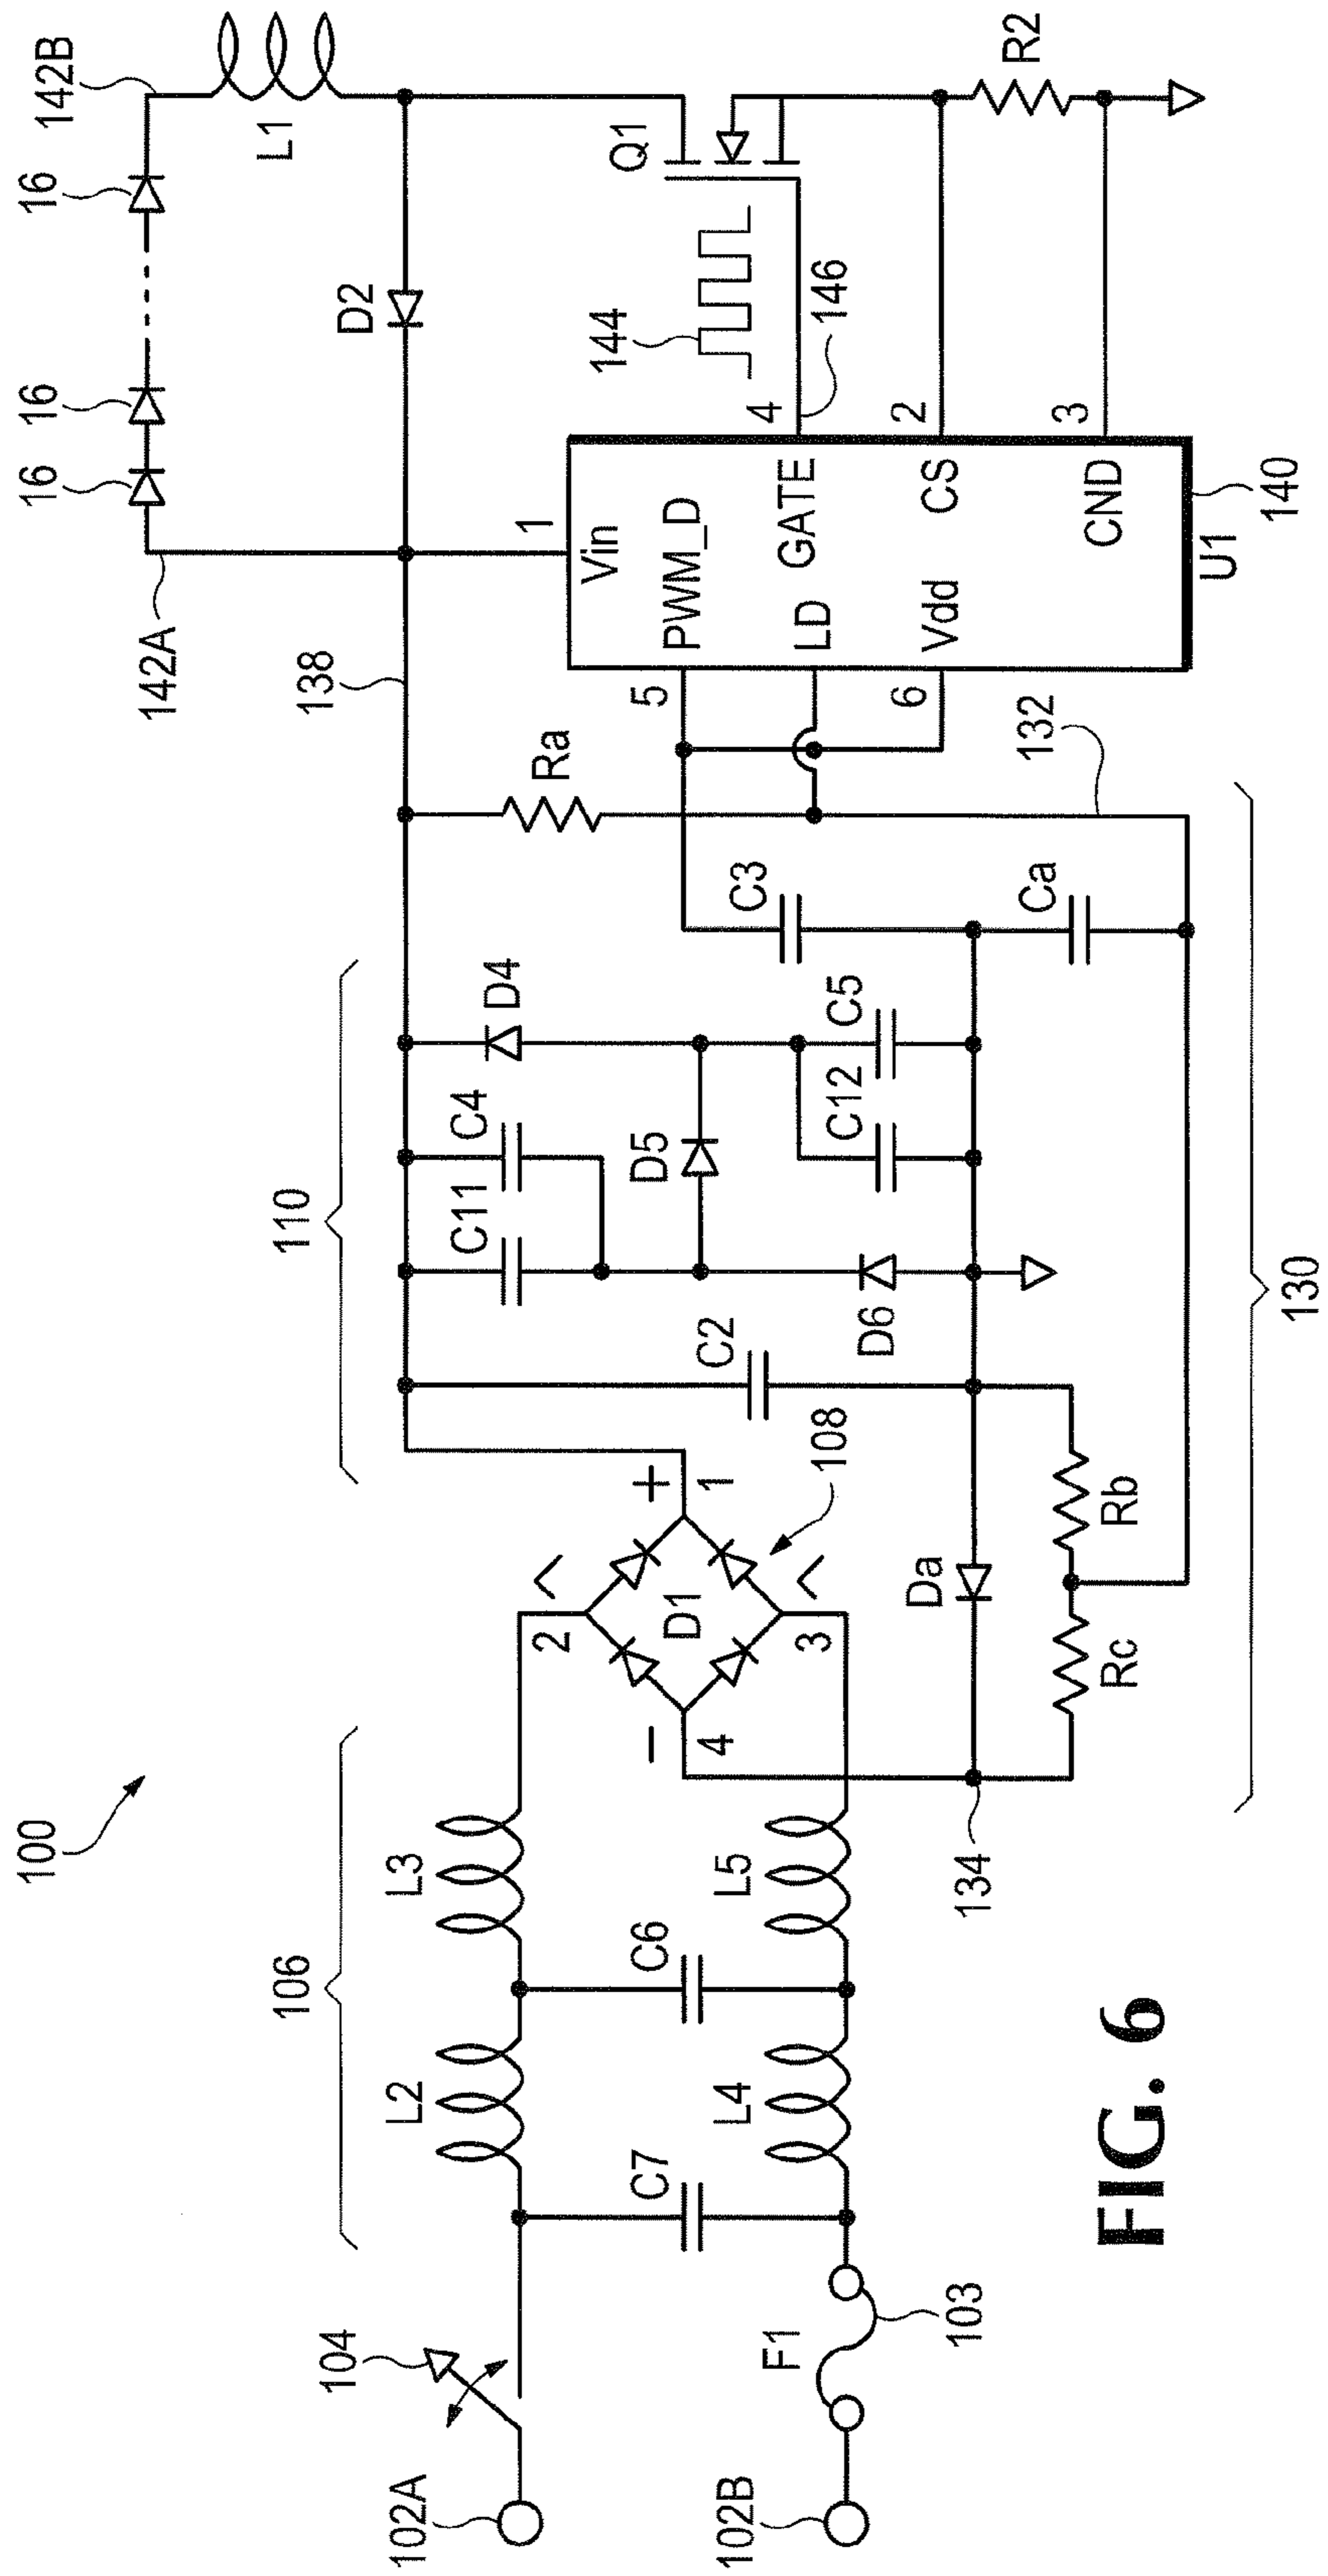 100
106
110
138
142A
142B
16
16
16
L1
D2
102A
104
L2
L3
C7
C6
L4
L5
F1
102B
103
2
D1
+
1
−
4
3
108
C2
C11
C4
D4
D5
D6
C12
C5
C3
Ca
Ra
Da
Rc
Rb
134
130
132
1
Vin
5
PWM_D
LD
GATE
4
6
Vdd
CS
2
CND
3
U1
140
144
146
Q1
R2
FIG. 6